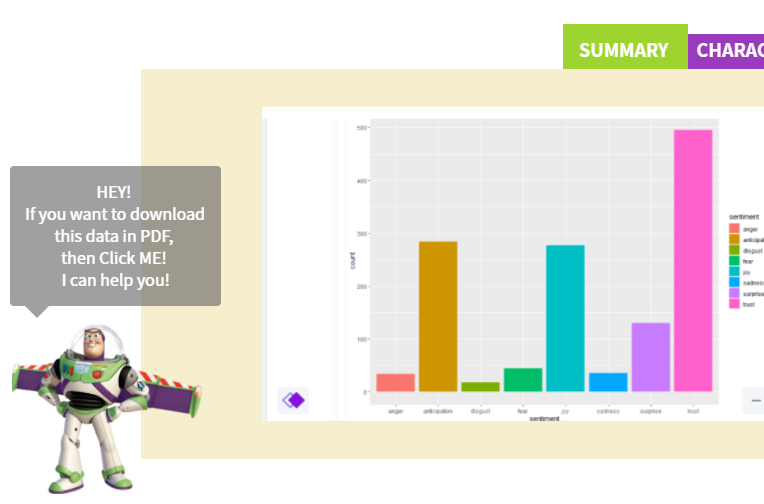 SUMMARY
CHARAC
HEY!
If you want to download
this data in PDF,
then Click ME!
I can help you!
500
400
300
200
100
0
count
anger
anticipation
disgust
fear
joy
sadness
surprise
trust
sentiment
sentiment
anger
anticipat
disgust
fear
joy
sadness
surprise
trust